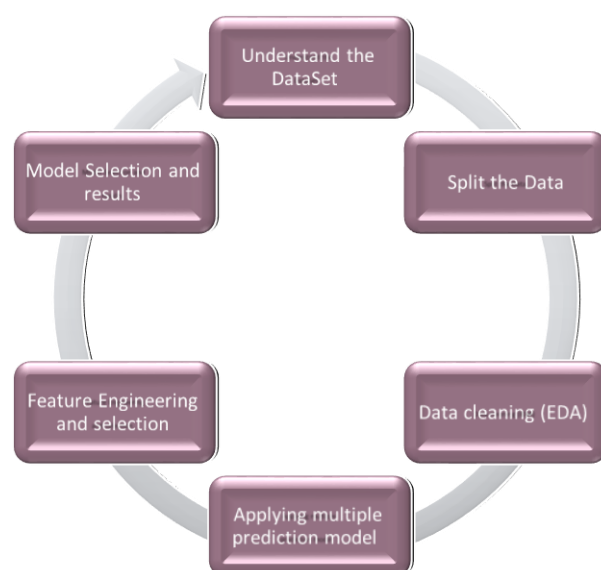 Understand the
DataSet
Split the Data
Data cleaning (EDA)
Applying multiple
prediction model
Feature Engineering
and selection
Model Selection and
results